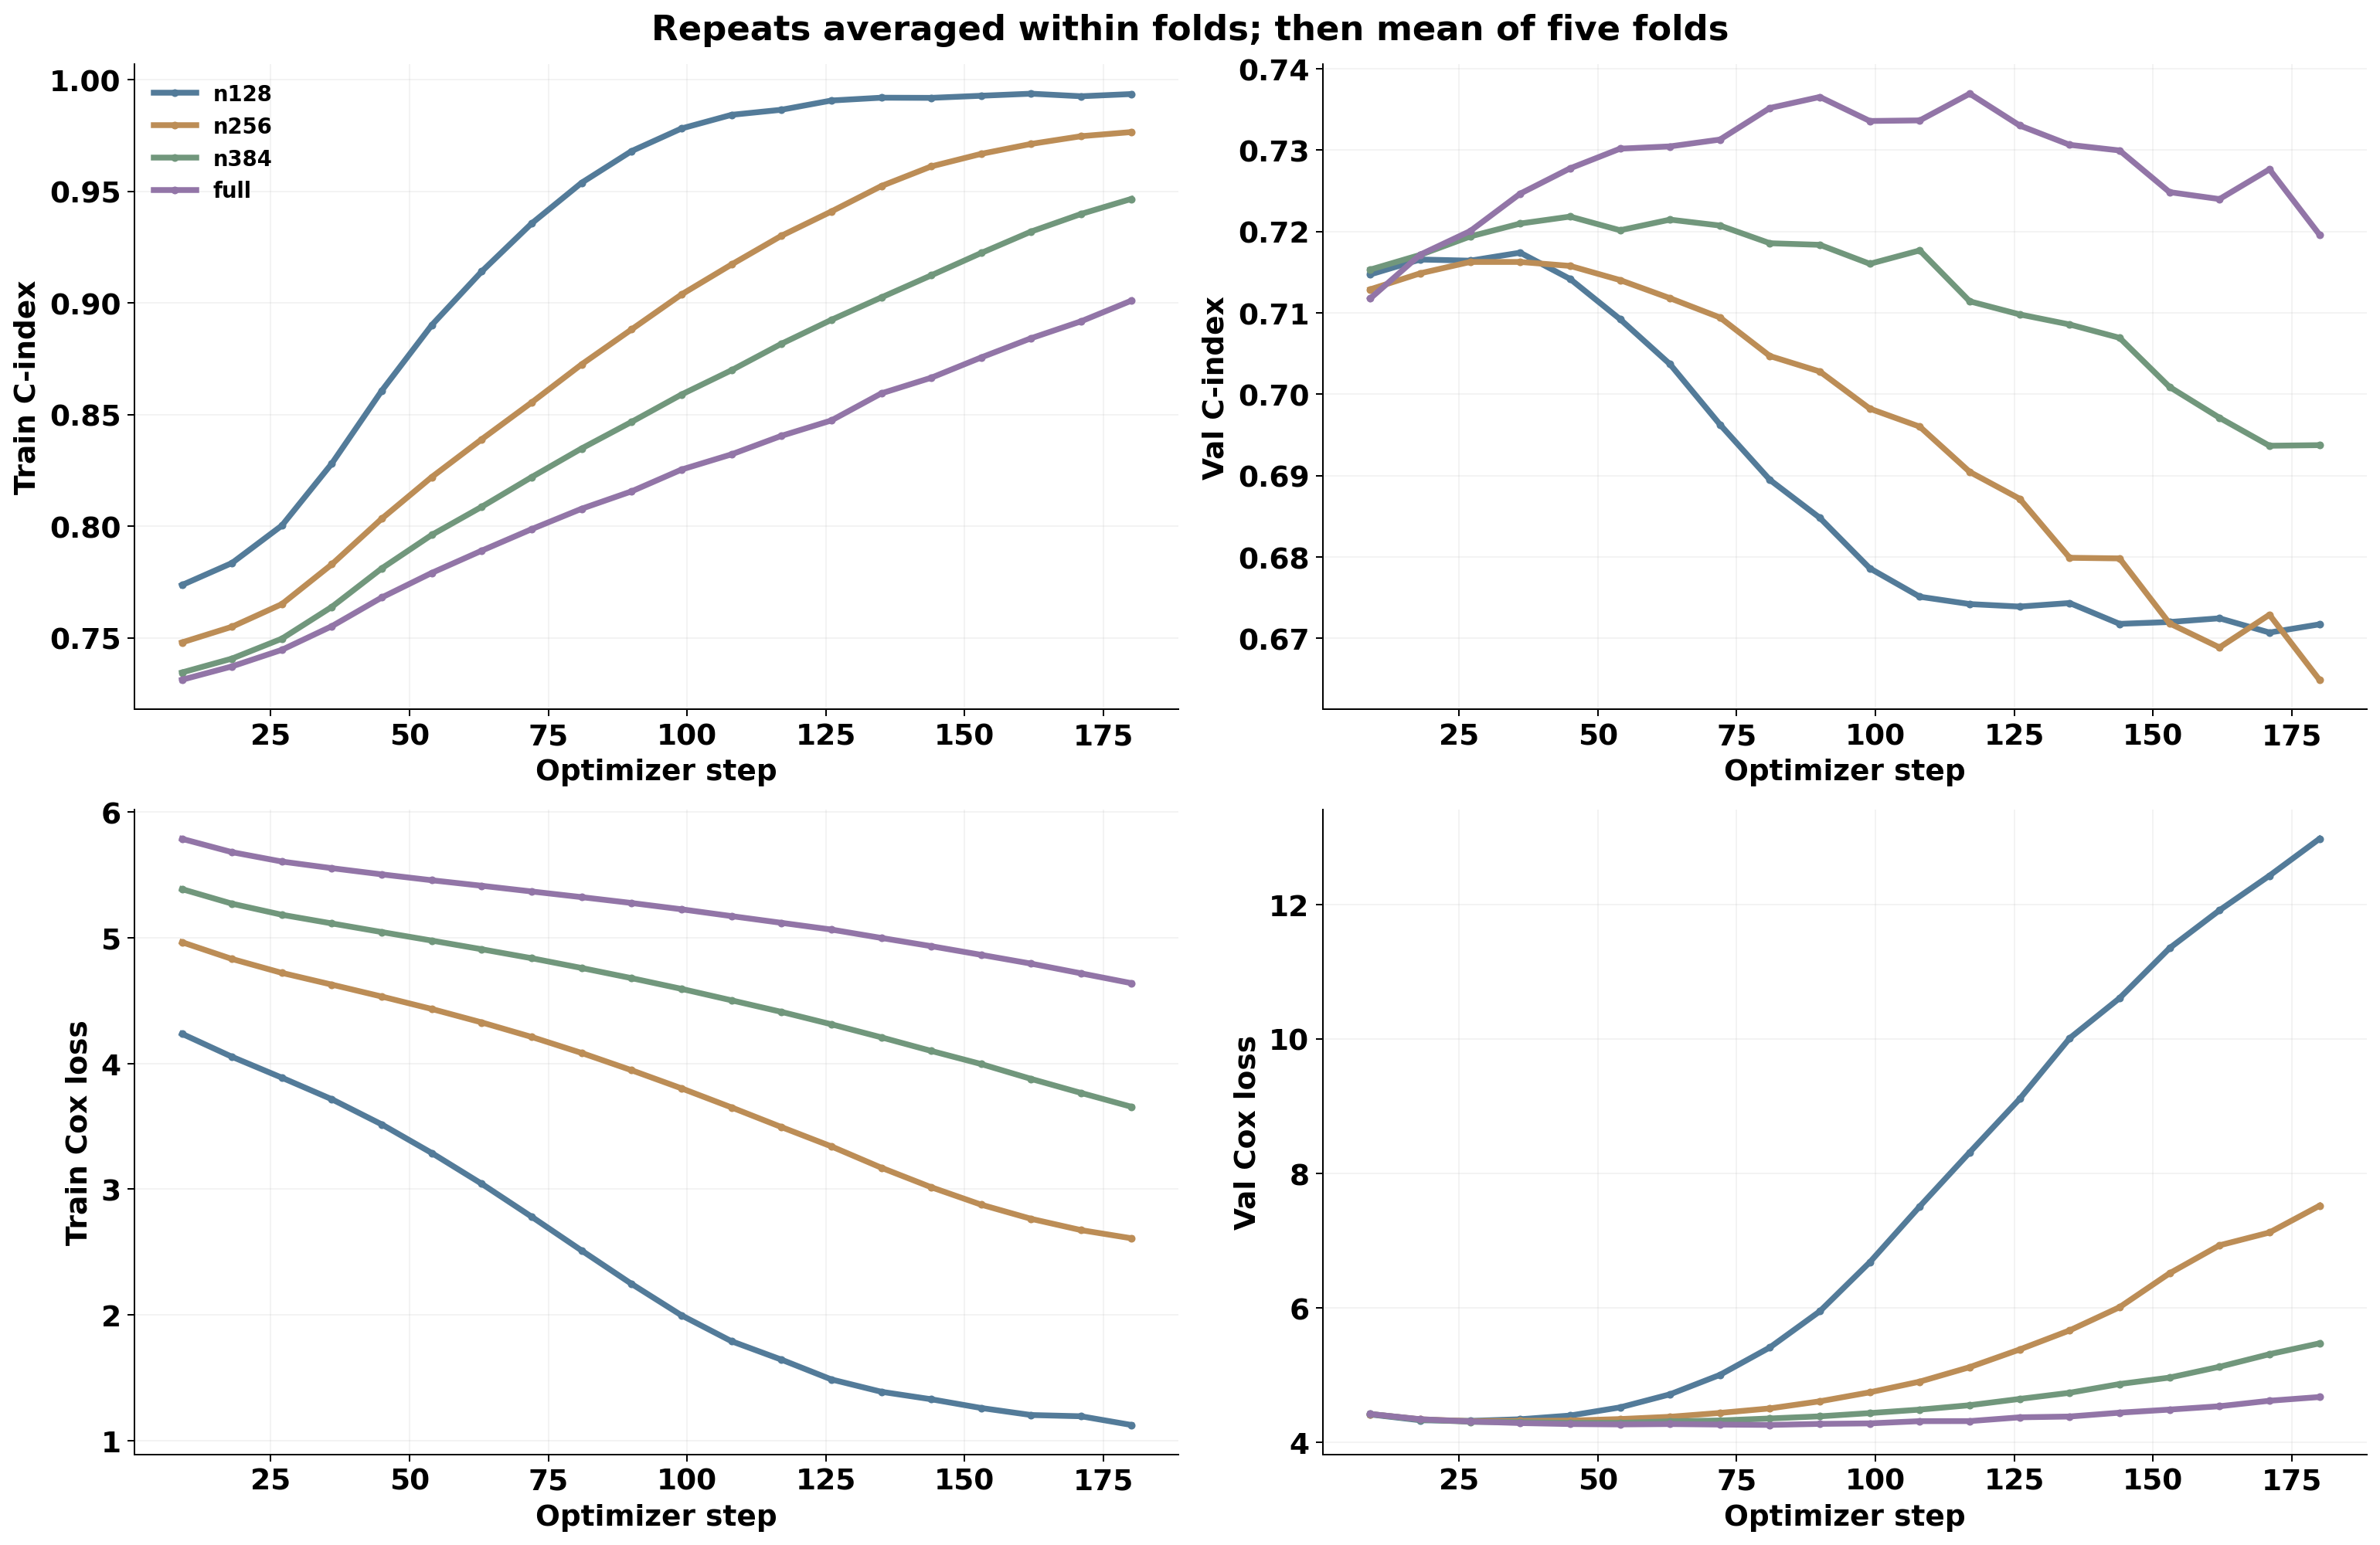 Repeats averaged within folds; then mean of five folds
1.00
0.95
0.90
0.85
0.80
0.75
Train C-index
n128
n256
n384
full
25 50 75 100 125 150 175
Optimizer step
0.74
0.73
0.72
0.71
0.70
0.69
0.68
0.67
Val C-index
25 50 75 100 125 150 175
Optimizer step
6
5
4
3
2
1
Train Cox loss
25 50 75 100 125 150 175
Optimizer step
12
10
8
6
4
Val Cox loss
25 50 75 100 125 150 175
Optimizer step